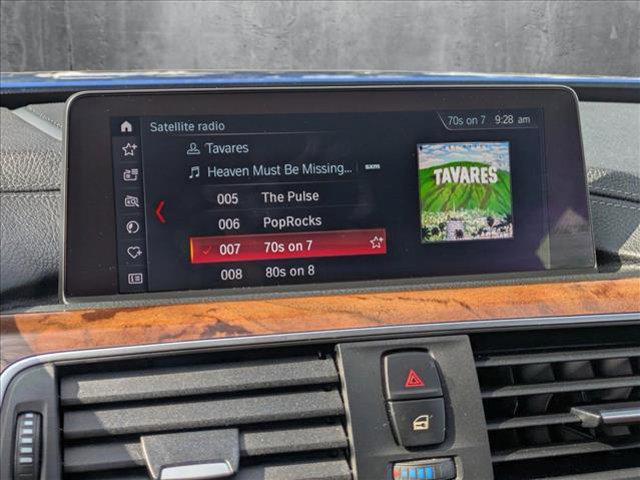 Satellite radio
70s on 7 9:28 am
Tavares
Heaven Must Be Missing... sxm
TAVARES
005 The Pulse
006 PopRocks
007 70s on 7
008 80s on 8